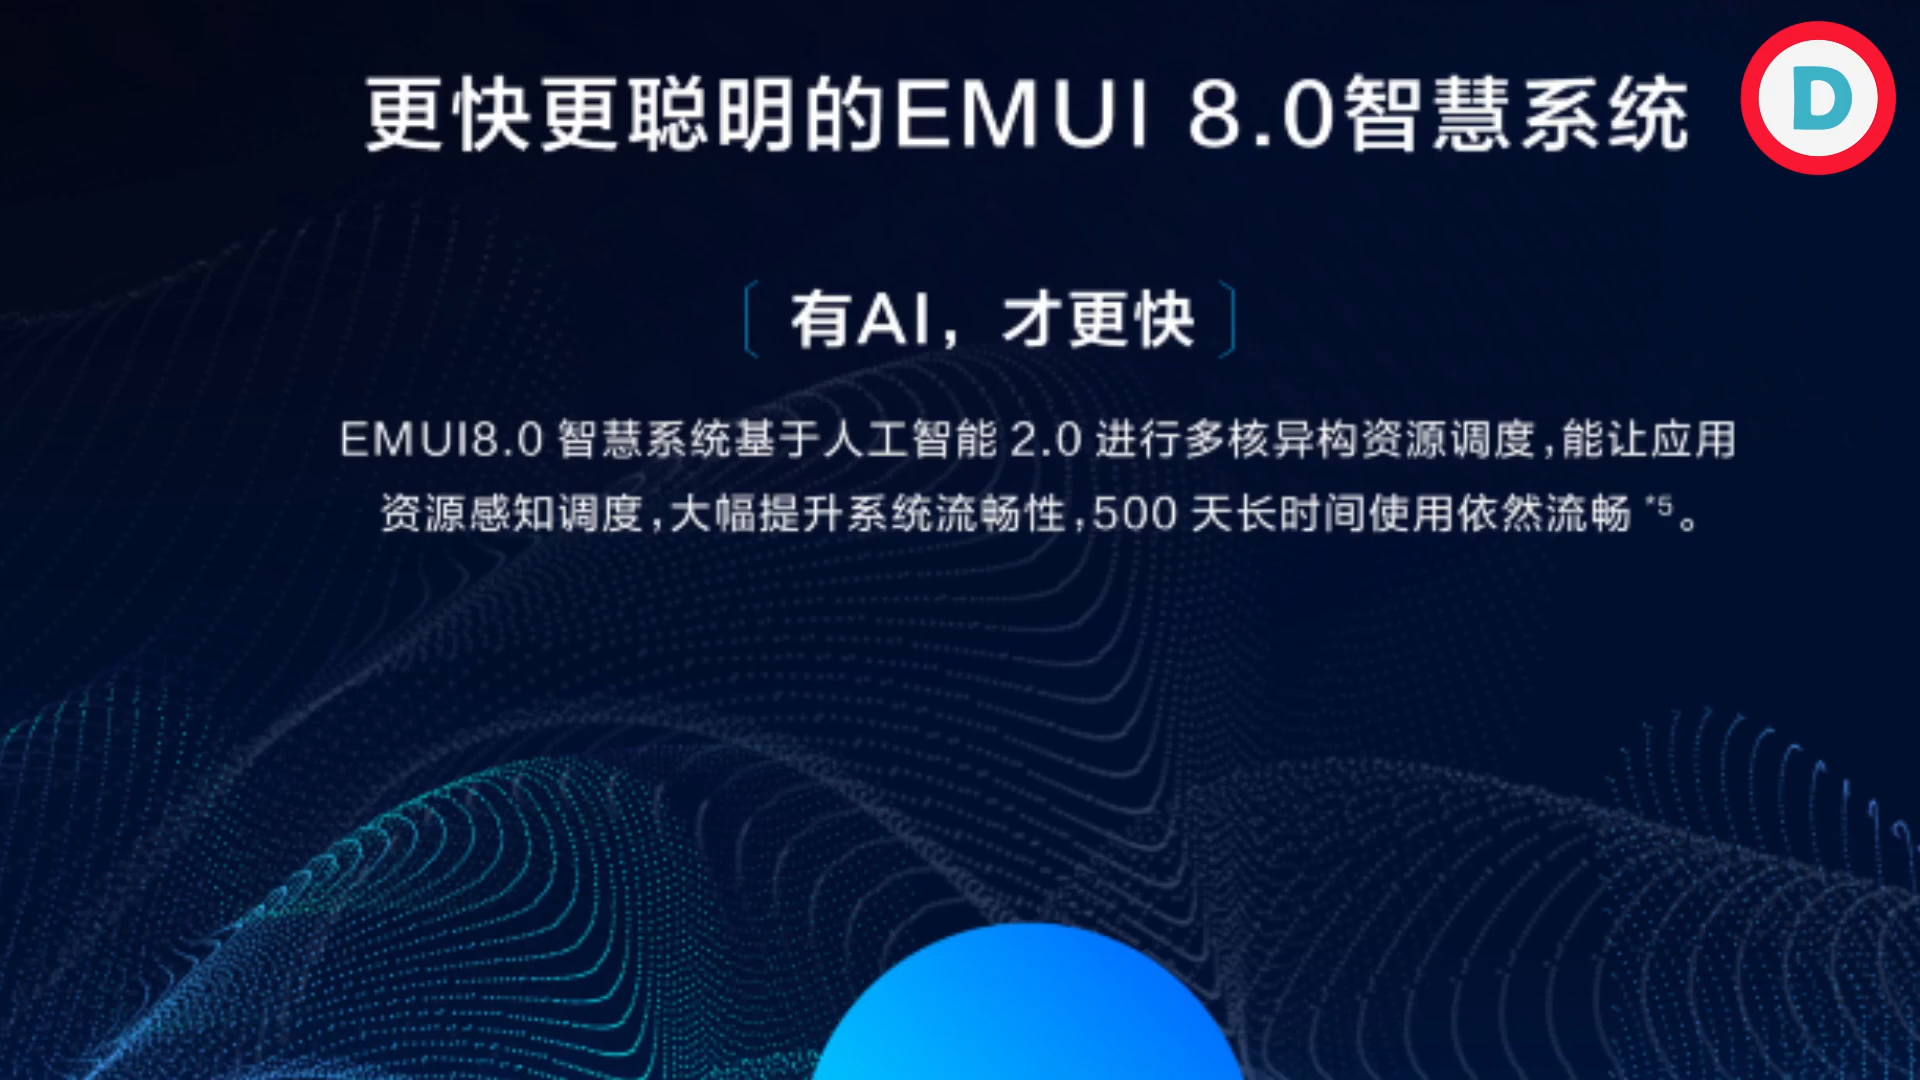 更快更聪明的EMUI 8.0智慧系统
D
有AI，才更快
EMUI8.0 智慧系统基于人工智能 2.0 进行多核异构资源调度,能让应用
资源感知调度,大幅提升系统流畅性,500 天长时间使用依然流畅 *5。